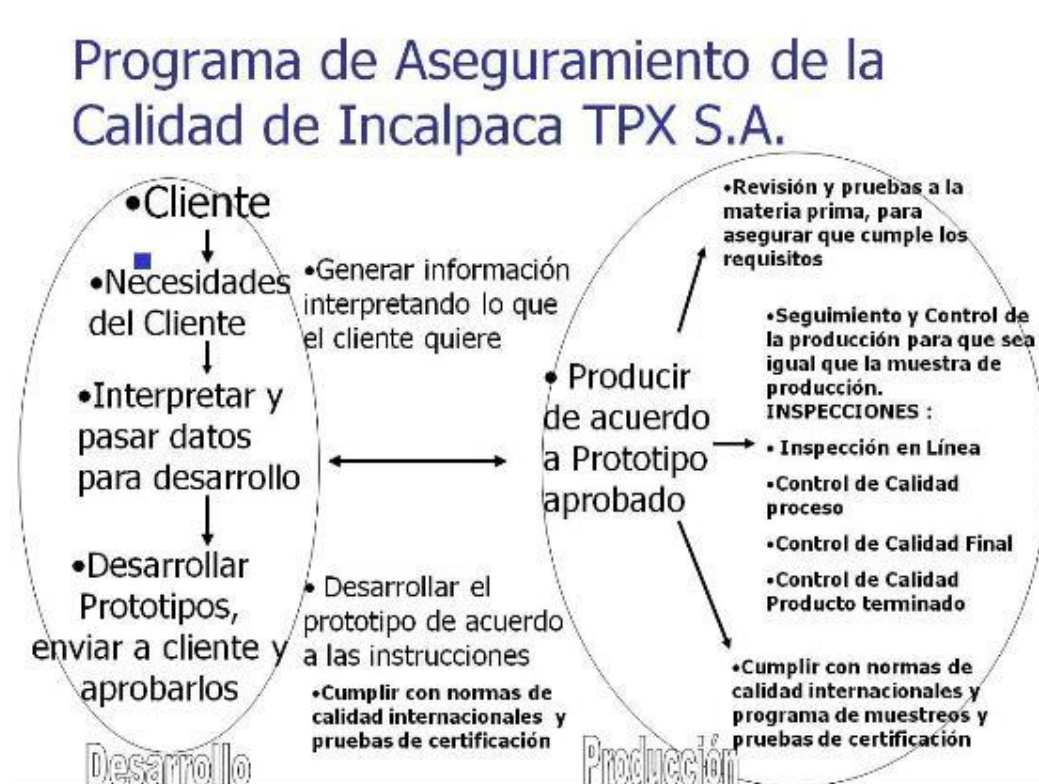 Programa de Aseguramiento de la
Calidad de Incalpaca TPX S.A.
•Cliente
•Necesidades
del Cliente
•Interpretar y
pasar datos
para desarrollo
•Desarrollar
Prototipos,
enviar a cliente y
aprobarlos
Desarrollo
•Generar información
interpretando lo que
el cliente quiere
• Desarrollar el
prototipo de acuerdo
a las instrucciones
•Cumplir con normas de
calidad internacionales y
pruebas de certificación
• Producir
de acuerdo
a Prototipo
aprobado
•Revisión y pruebas a la
materia prima, para
asegurar que cumple los
requisitos
•Seguimiento y Control de
la producción para que sea
igual que la muestra de
producción.
INSPECCIONES :
• Inspección en Línea
•Control de Calidad
proceso
•Control de Calidad Final
•Control de Calidad
Producto terminado
•Cumplir con normas de
calidad internacionales y
programa de muestreos y
pruebas de certificación
Producción